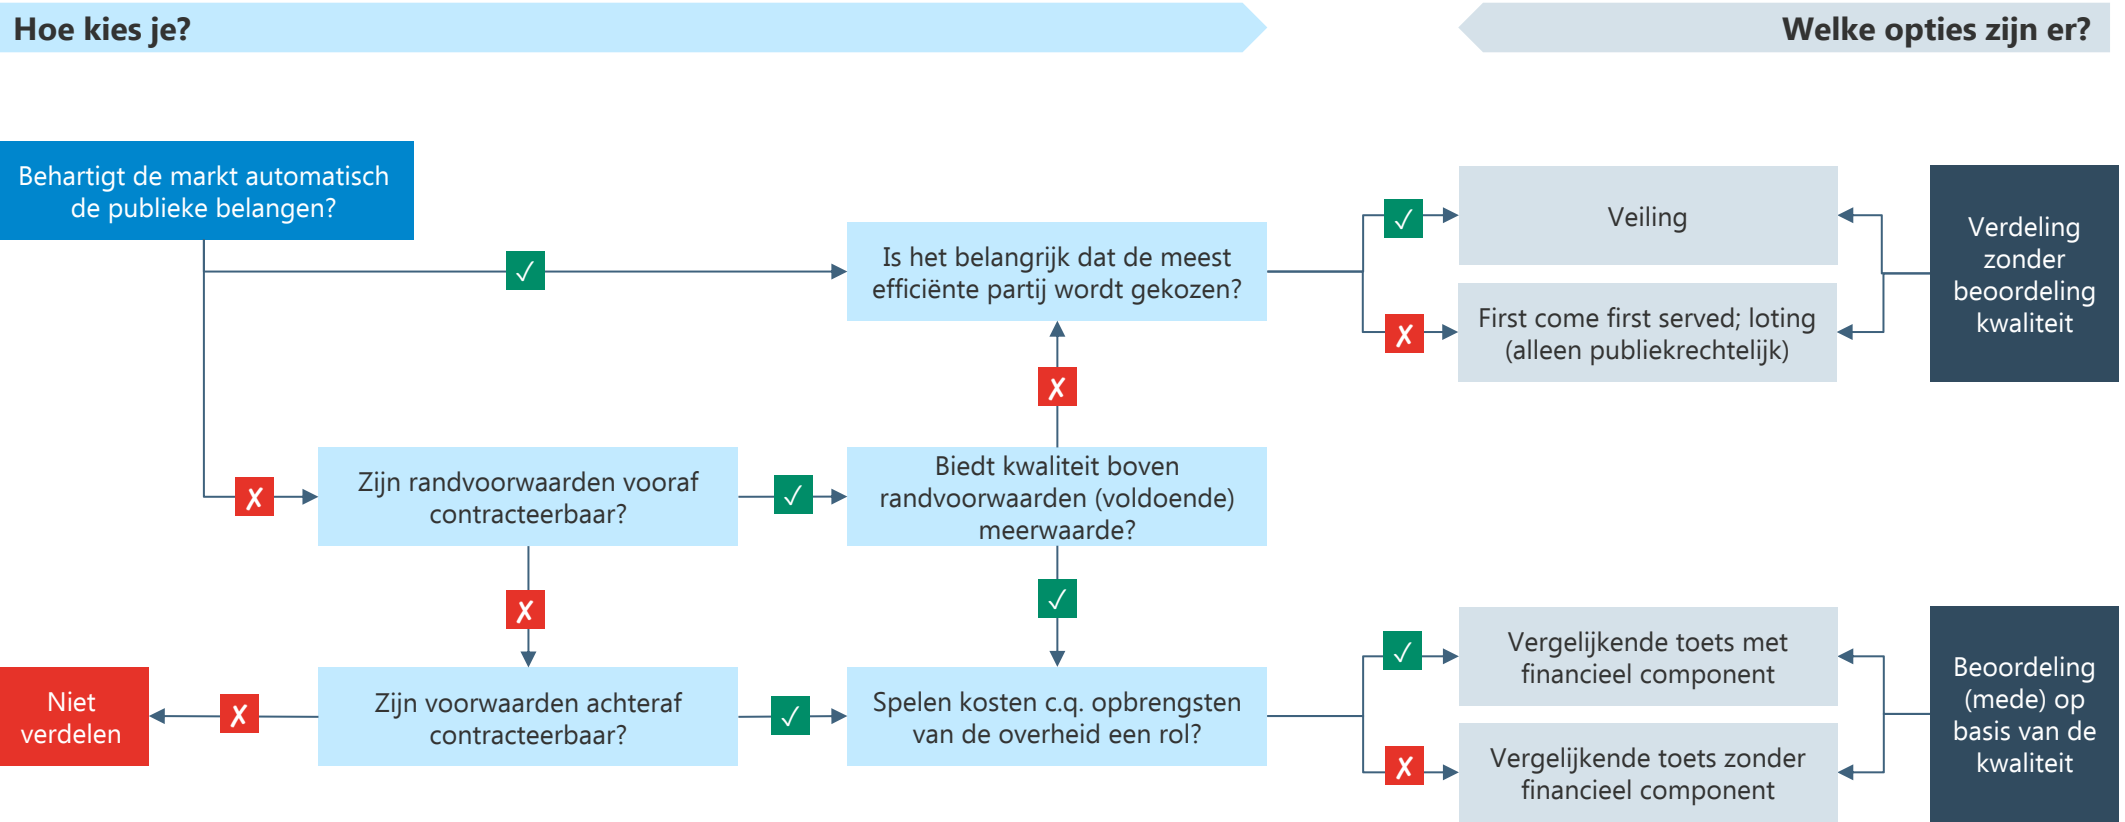 Hoe kies je?
Welke opties zijn er?
Behartigt de markt automatisch
de publieke belangen?
✓
Is het belangrijk dat de meest
efficiënte partij wordt gekozen?
✓
Veiling
✗
First come first served; loting
(alleen publiekrechtelijk)
Verdeling
zonder
beoordeling
kwaliteit
✗
✗
Zijn randvoorwaarden vooraf
contracteerbaar?
✓
Biedt kwaliteit boven
randvoorwaarden (voldoende)
meerwaarde?
✗
✓
Niet
verdelen
✗
Zijn voorwaarden achteraf
contracteerbaar?
✓
Spelen kosten c.q. opbrengsten
van de overheid een rol?
✓
Vergelijkende toets met
financieel component
✗
Vergelijkende toets zonder
financieel component
Beoordeling
(mede) op
basis van de
kwaliteit